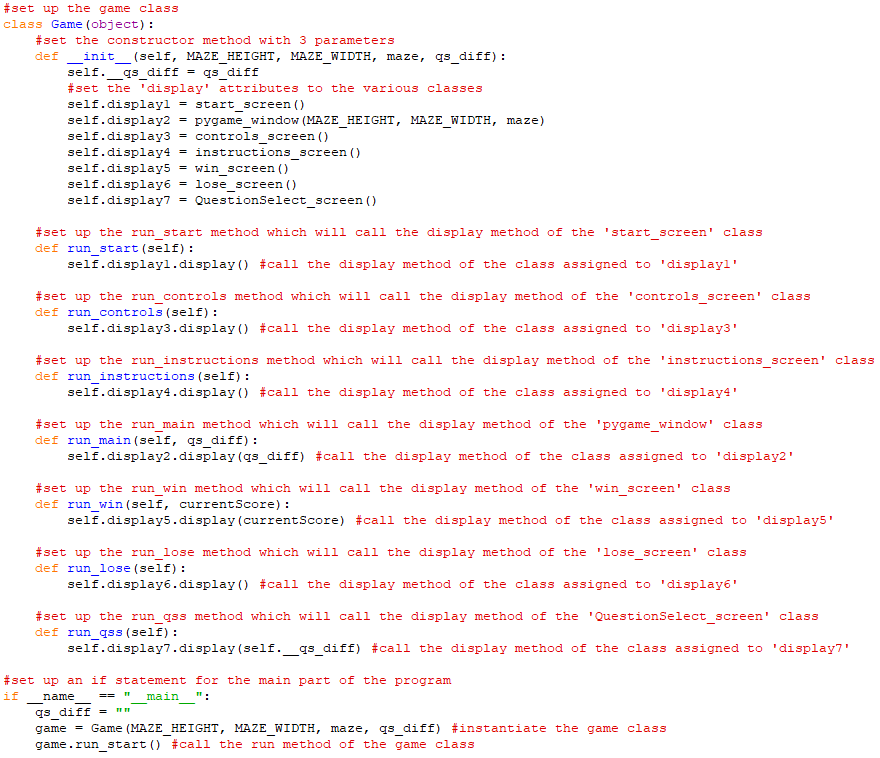 #set up the game class
class Game(object):
    #set the constructor method with 3 parameters
    def __init__(self, MAZE_HEIGHT, MAZE_WIDTH, maze, qs_diff):
        self.__qs_diff = qs_diff
        #set the 'display' attributes to the various classes
        self.display1 = start_screen()
        self.display2 = pygame_window(MAZE_HEIGHT, MAZE_WIDTH, maze)
        self.display3 = controls_screen()
        self.display4 = instructions_screen()
        self.display5 = win_screen()
        self.display6 = lose_screen()
        self.display7 = QuestionSelect_screen()

    #set up the run_start method which will call the display method of the 'start_screen' class
    def run_start(self):
        self.display1.display() #call the display method of the class assigned to 'display1'

    #set up the run_controls method which will call the display method of the 'controls_screen' class
    def run_controls(self):
        self.display3.display() #call the display method of the class assigned to 'display3'

    #set up the run_instructions method which will call the display method of the 'instructions_screen' class
    def run_instructions(self):
        self.display4.display() #call the display method of the class assigned to 'display4'

    #set up the run_main method which will call the display method of the 'pygame_window' class
    def run_main(self, qs_diff):
        self.display2.display(qs_diff) #call the display method of the class assigned to 'display2'

    #set up the run_win method which will call the display method of the 'win_screen' class
    def run_win(self, currentScore):
        self.display5.display(currentScore) #call the display method of the class assigned to 'display5'

    #set up the run_lose method which will call the display method of the 'lose_screen' class
    def run_lose(self):
        self.display6.display() #call the display method of the class assigned to 'display6'

    #set up the run_qss method which will call the display method of the 'QuestionSelect_screen' class
    def run_qss(self):
        self.display7.display(self.__qs_diff) #call the display method of the class assigned to 'display7'

#set up an if statement for the main part of the program
if __name__ == "__main__":
    qs_diff = ""
    game = Game(MAZE_HEIGHT, MAZE_WIDTH, maze, qs_diff) #instantiate the game class
    game.run_start() #call the run method of the game class